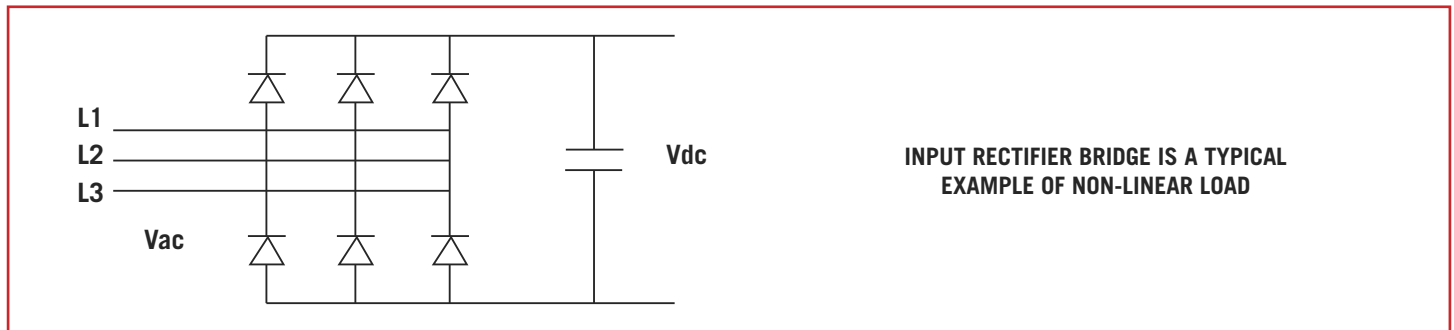 L1
L2
L3
Vac
Vdc
INPUT RECTIFIER BRIDGE IS A TYPICAL
EXAMPLE OF NON-LINEAR LOAD